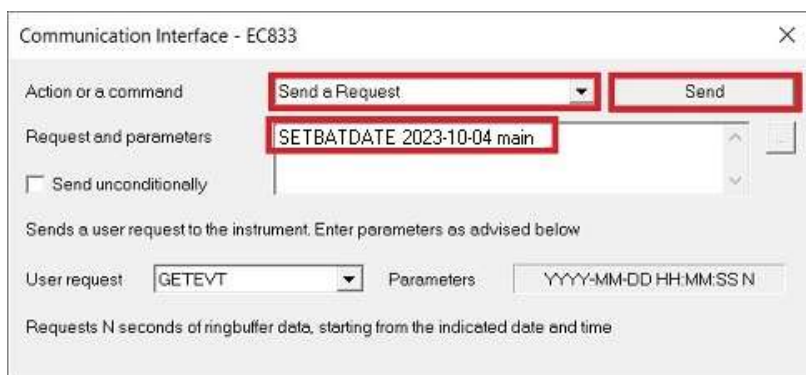 Communication Interface - EC833
Action or a command Send a Request Send
Request and parameters SETBATDATE 2023-10-04 main ...
Send unconditionally
Sends a user request to the instrument. Enter parameters as advised below
User request GETEVT Parameters YYYY-MM-DD HH:MM:SS N
Requests N seconds of ringbuffer data, starting from the indicated date and time